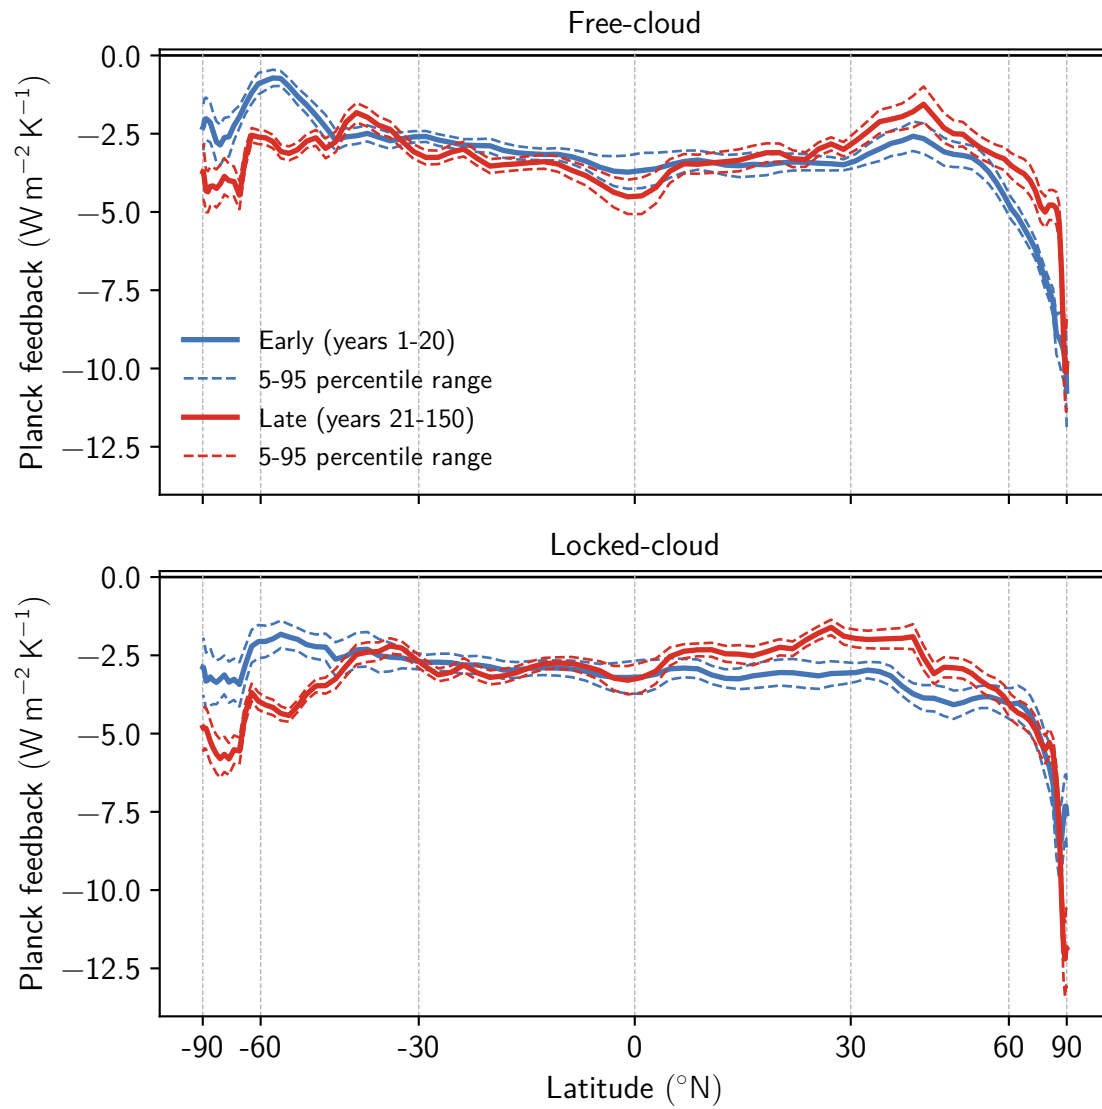 Free-cloud
0.0
−2.5
−5.0
−7.5
−10.0
−12.5
Planck feedback (W m⁻² K⁻¹)
Early (years 1-20)
5-95 percentile range
Late (years 21-150)
5-95 percentile range
Locked-cloud
0.0
−2.5
−5.0
−7.5
−10.0
−12.5
Planck feedback (W m⁻² K⁻¹)
-90 -60 -30 0 30 60 90
Latitude (°N)